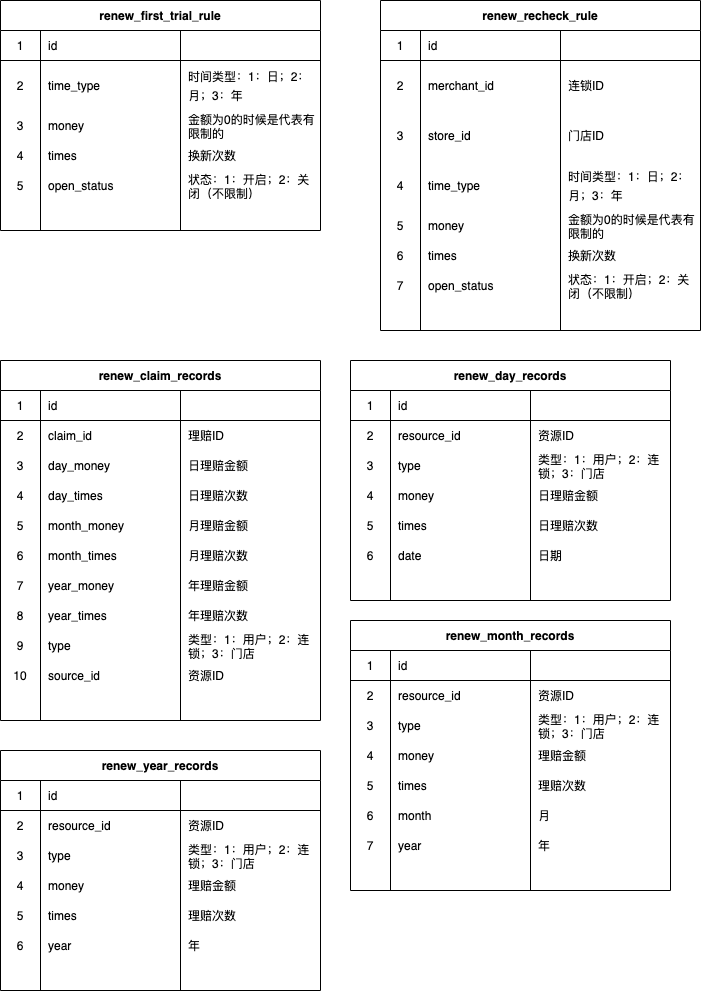 renew_first_trial_rule
1 id
2 time_type 时间类型：1：日；2：
月；3：年
3 money 金额为0的时候是代表有
限制的
4 times 换新次数
5 open_status 状态：1：开启；2：关
闭（不限制）
renew_recheck_rule
1 id
2 merchant_id 连锁ID
3 store_id 门店ID
4 time_type 时间类型：1：日；2：
月；3：年
5 money 金额为0的时候是代表有
限制的
6 times 换新次数
7 open_status 状态：1：开启；2：关
闭（不限制）
renew_claim_records
1 id
2 claim_id 理赔ID
3 day_money 日理赔金额
4 day_times 日理赔次数
5 month_money 月理赔金额
6 month_times 月理赔次数
7 year_money 年理赔金额
8 year_times 年理赔次数
9 type 类型：1：用户；2：连
锁；3：门店
10 source_id 资源ID
renew_day_records
1 id
2 resource_id 资源ID
3 type 类型：1：用户；2：连
锁；3：门店
4 money 日理赔金额
5 times 日理赔次数
6 date 日期
renew_month_records
1 id
2 resource_id 资源ID
3 type 类型：1：用户；2：连
锁；3：门店
4 money 理赔金额
5 times 理赔次数
6 month 月
7 year 年
renew_year_records
1 id
2 resource_id 资源ID
3 type 类型：1：用户；2：连
锁；3：门店
4 money 理赔金额
5 times 理赔次数
6 year 年